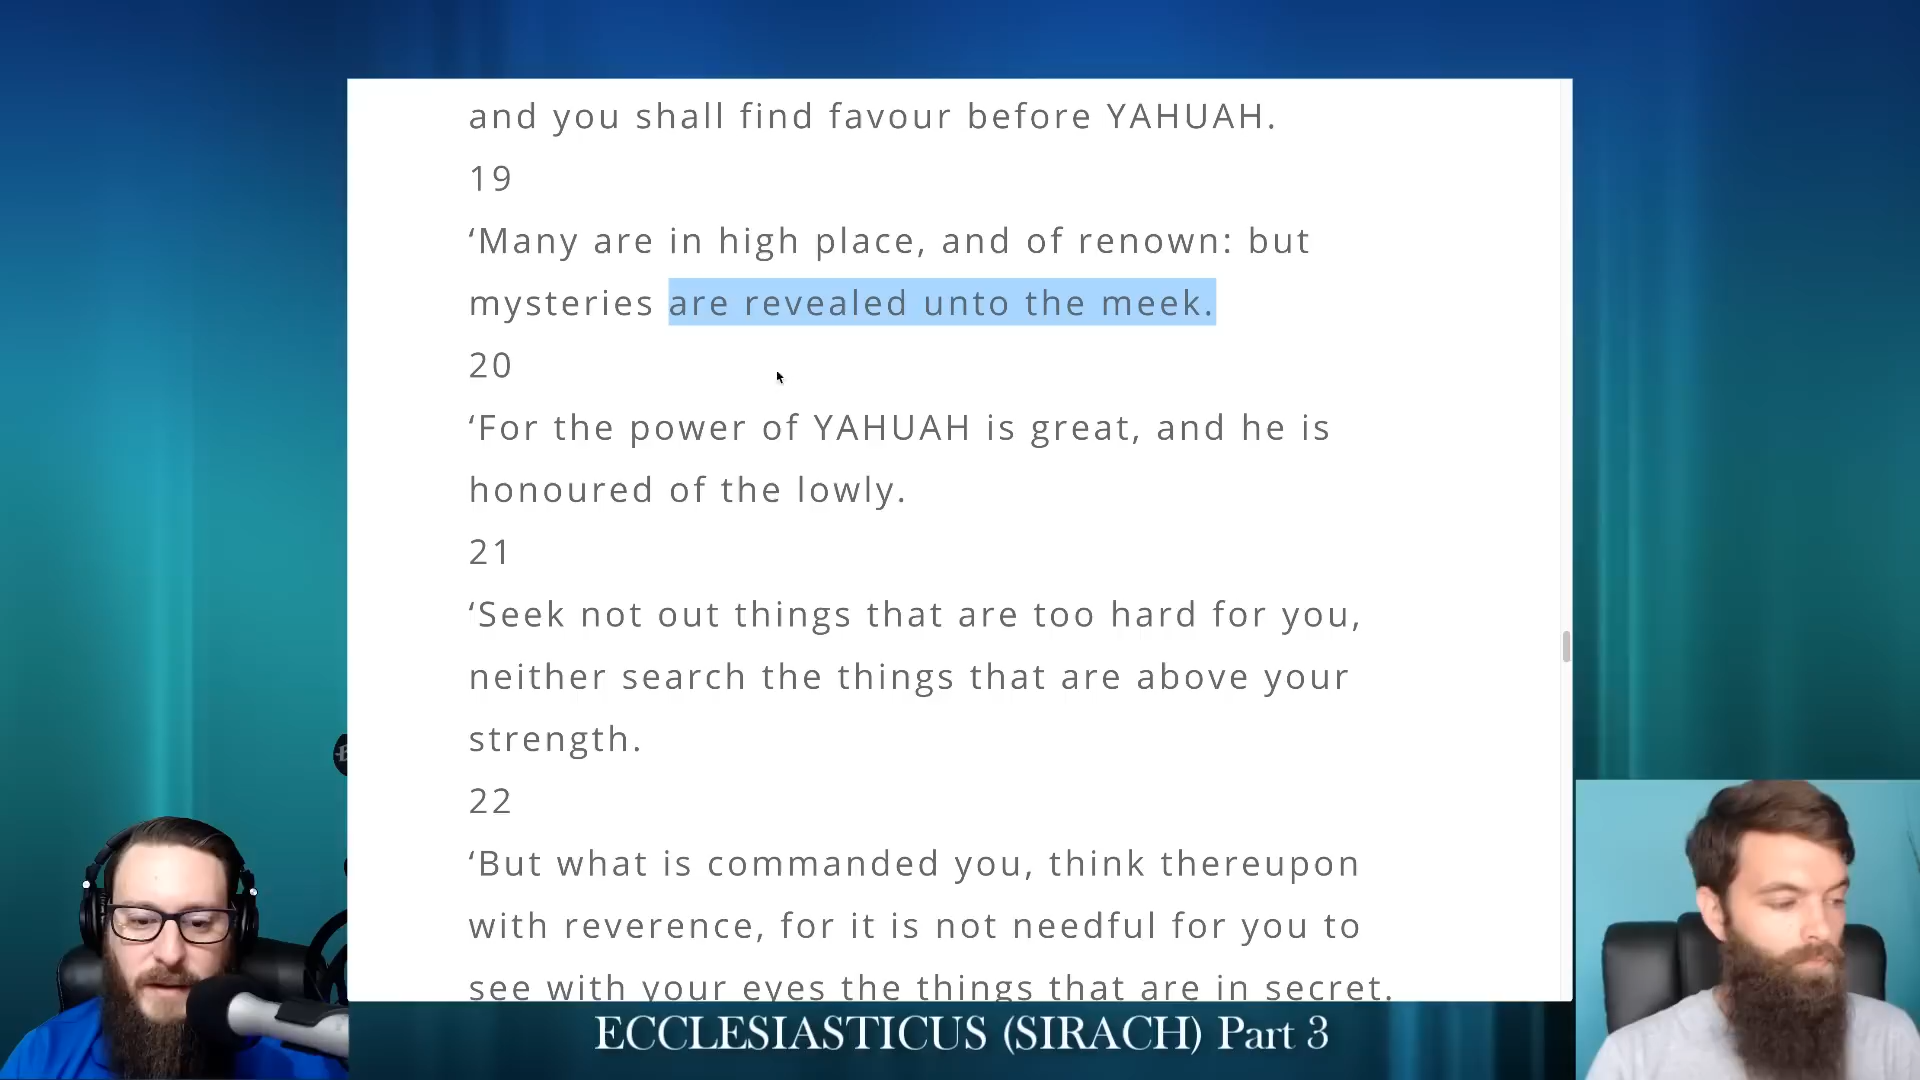 and you shall find favour before YAHUAH.
19
‘Many are in high place, and of renown: but
mysteries are revealed unto the meek.
20
‘For the power of YAHUAH is great, and he is
honoured of the lowly.
21
‘Seek not out things that are too hard for you,
neither search the things that are above your
strength.
22
‘But what is commanded you, think thereupon
with reverence, for it is not needful for you to
see with your eyes the things that are in secret.
ECCLESIASTICUS (SIRACH) Part 3